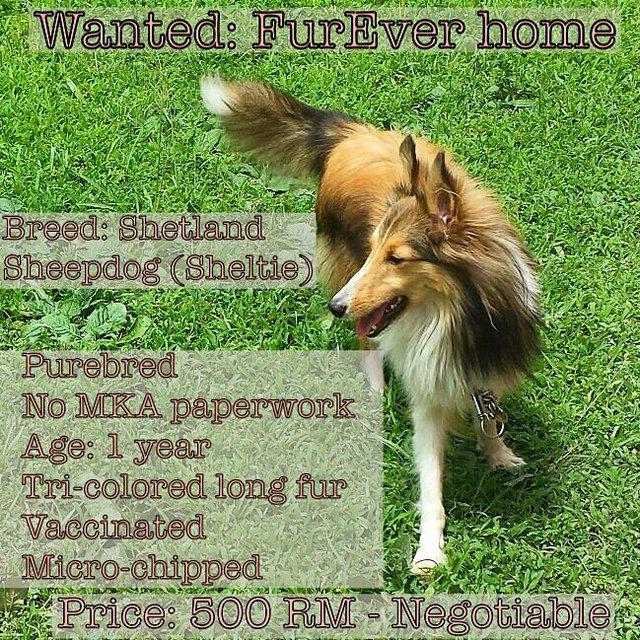 Wanted: FurEver home
Breed: Shetland
Sheepdog (Sheltie)
Purebred
No MKA paperwork
Age: 1 year
Tri-colored long fur
Vaccinated
Micro-chipped
Price: 500 RM - Negotiable